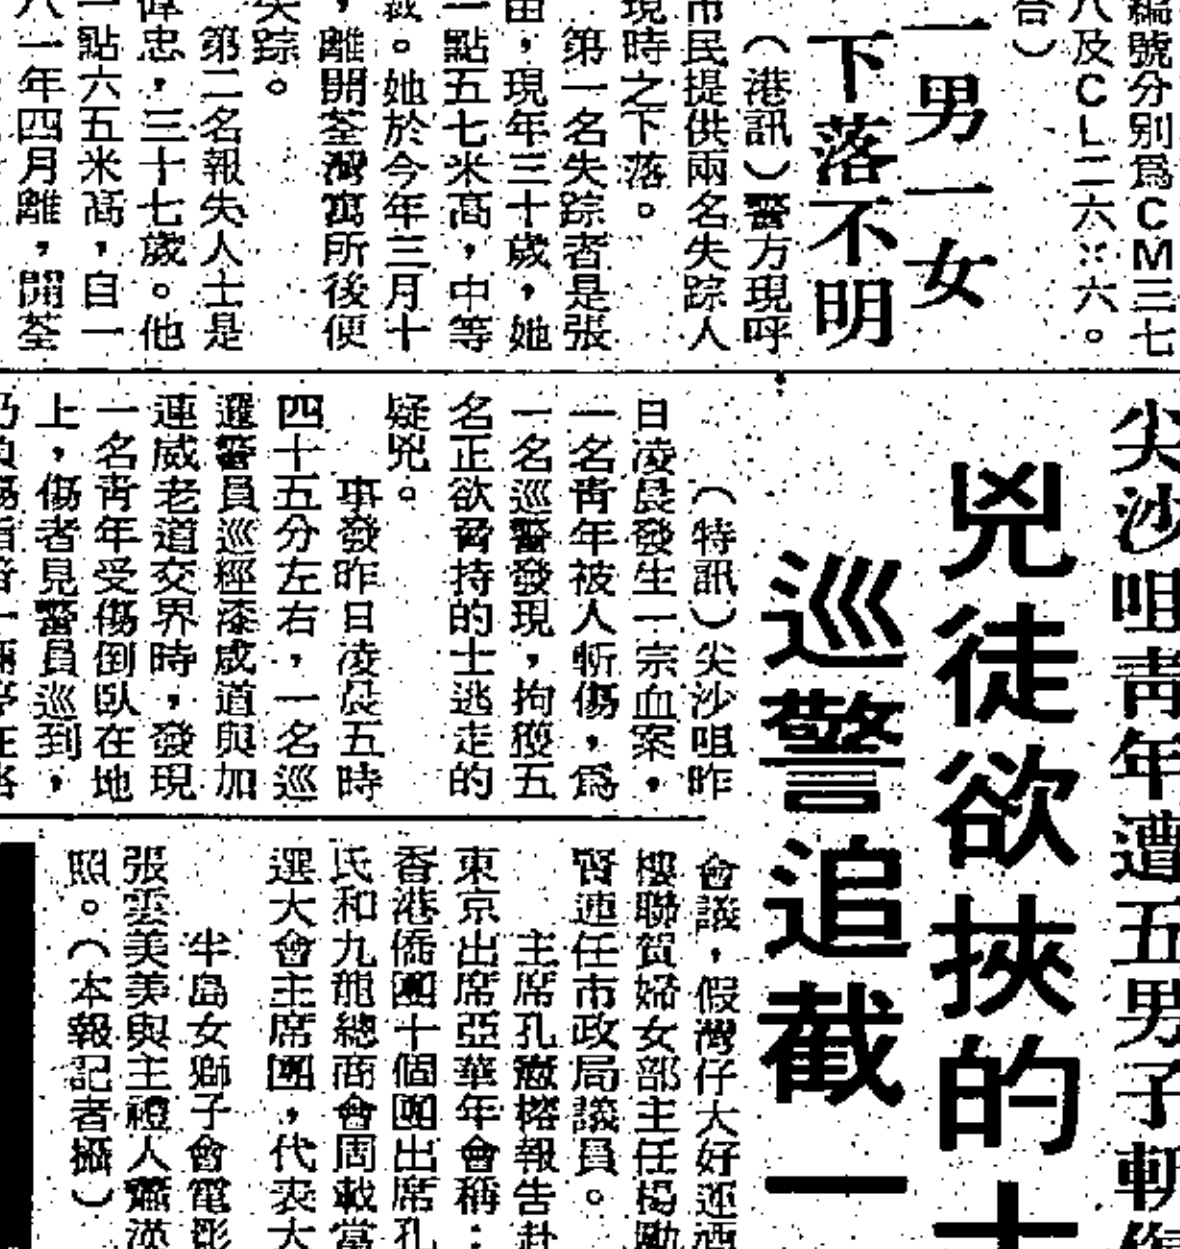 編號分别爲CM三七
八及CL二六※六。
一男一女
下落不明
（港訊）警方現呼
市民提供兩名失踪人
現時之下落。
第一名失踪者是張
，現年三十歲，她
一點五七米高，中等
。她於今年三月十
，離開荃灣寓所後便
失踪。
第二名報失人士是
偉忠，三十七歲。他
一點六五米高，自一
八一年四月離，開荃
尖沙咀靑年遭五男子斬傷
兇徒欲挾的士
巡警追截一
（特訊）尖沙咀昨
日凌晨發生一宗血案，
一名靑年被人斬傷，爲
一名巡警發現，拘獲五
名正欲脅持的士逃走的
疑兇。
事發昨日凌晨五時
四十五分左右，一名巡
邏警員巡經漆咸道與加
連威老道交界時，發現
一名靑年受傷倒臥在地
上，傷者見警員巡到，
會議，假灣仔大好運酒
樓聯賀婦女部主任楊勵
賢連任市政局議員。
主席孔憲榕報告赴
東京出席亞華年會稱：
香港僑團十個團出席孔
氏和九龍總商會周載當
選大會主席團，代表大
半島女獅子會電影
張雲美美與主禮人蕭
照。（本報記者攝）